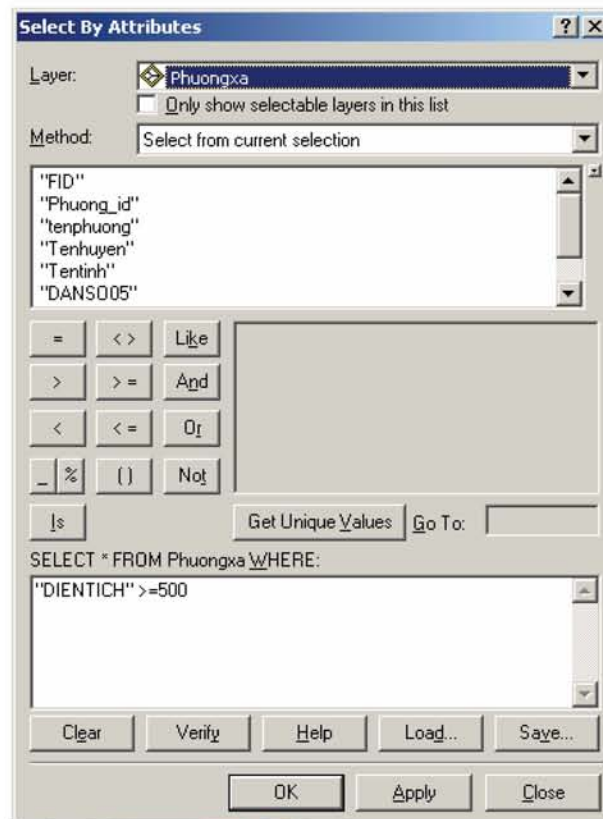 Select By Attributes
Layer: Phuongxa
Only show selectable layers in this list
Method: Select from current selection
"FID"
"Phuong_id"
"tenphuong"
"Tenhuyen"
"Tentinh"
"DANSO05"
= < > Like
> > = And
< < = Or
_ % ( ) Not
Is Get Unique Values Go To:
SELECT * FROM Phuongxa WHERE:
"DIENTICH" >=500
Clear Verify Help Load... Save...
OK Apply Close